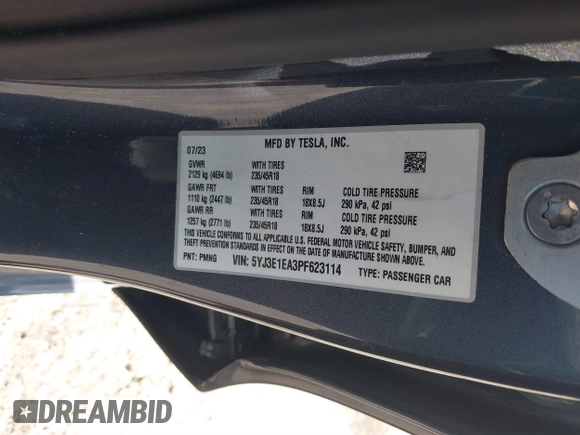 MFD BY TESLA, INC.
07/23
GVWR WITH TIRES
2129 kg (4694 lb) 235/45R18
GAWR FRT WITH TIRES RIM COLD TIRE PRESSURE
1110 kg (2447 lb) 235/45R18 18X8.5J 290 kPa, 42 psi
GAWR RR WITH TIRES RIM COLD TIRE PRESSURE
1257 kg (2771 lb) 235/45R18 18X8.5J 290 kPa, 42 psi
THIS VEHICLE CONFORMS TO ALL APPLICABLE U.S. FEDERAL MOTOR VEHICLE SAFETY, BUMPER, AND
THEFT PREVENTION STANDARDS IN EFFECT ON THE DATE OF MANUFACTURE SHOWN ABOVE.
PNT: PMNG VIN: 5YJ3E1EA3PF623114 TYPE: PASSENGER CAR
DREAMBID